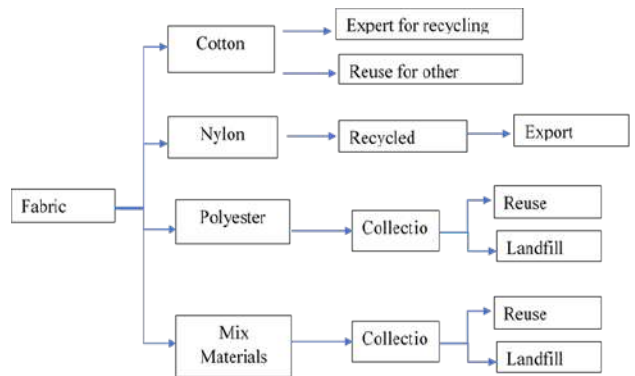 Expert for recycling
Cotton
Reuse for other
Nylon
Recycled
Export
Fabric
Polyester
Collectio
Reuse
Landfill
Mix
Materials
Collectio
Reuse
Landfill